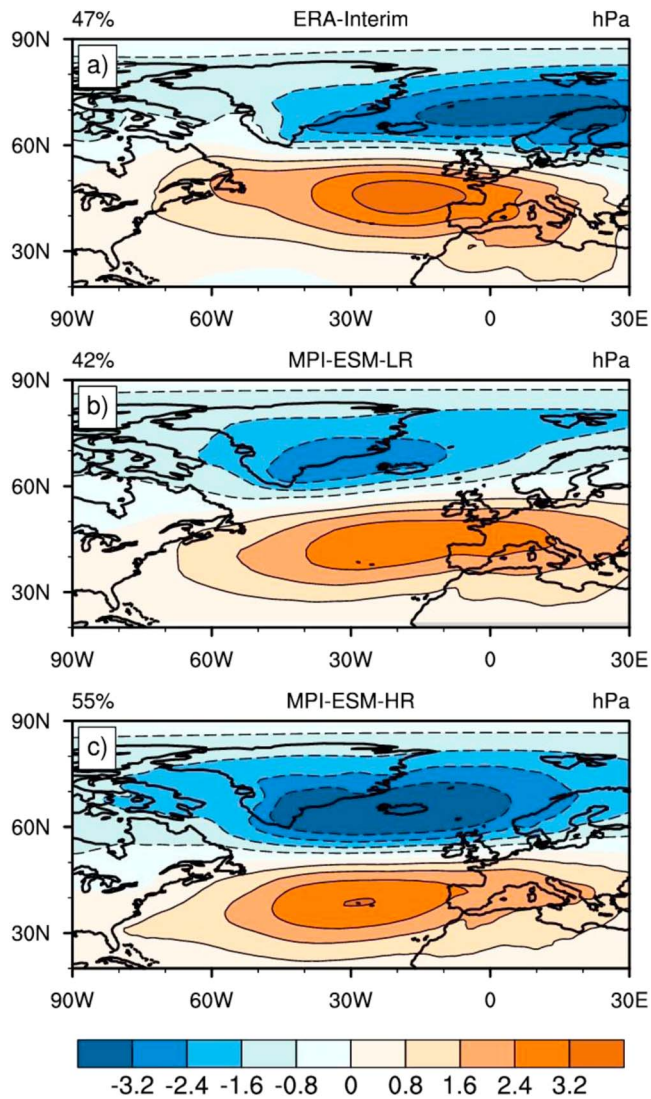 47% ERA-Interim hPa
90N
a)
60N
30N
90W 60W 30W 0 30E
42% MPI-ESM-LR hPa
90N
b)
60N
30N
90W 60W 30W 0 30E
55% MPI-ESM-HR hPa
90N
c)
60N
30N
90W 60W 30W 0 30E
-3.2 -2.4 -1.6 -0.8 0 0.8 1.6 2.4 3.2